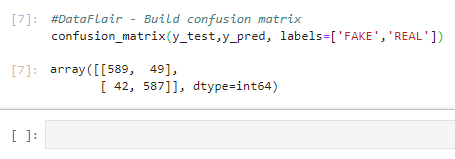 [7]: #DataFlair - Build confusion matrix
confusion_matrix(y_test,y_pred, labels=['FAKE','REAL'])
[7]: array([[589,  49],
       [ 42, 587]], dtype=int64)
[ ]: